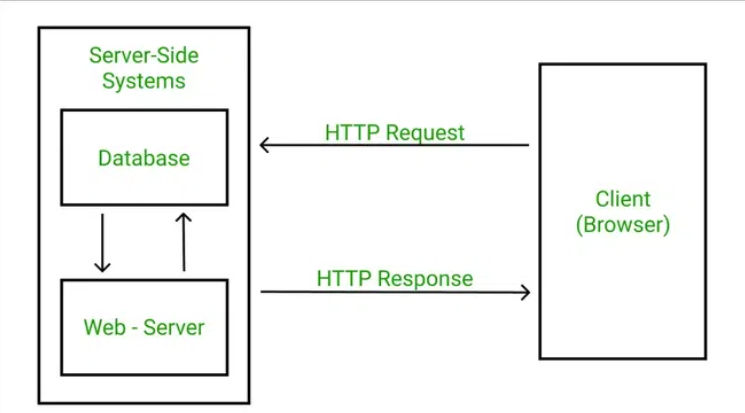 Server-Side
Systems
Database
Web - Server
HTTP Request
HTTP Response
Client
(Browser)